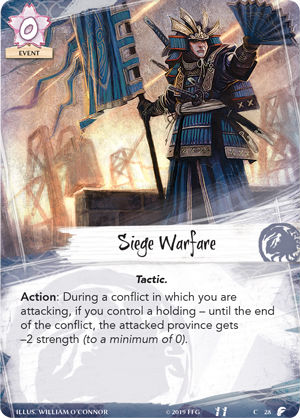 0
EVENT
Siege Warfare
Tactic.
Action: During a conflict in which you are
attacking, if you control a holding – until the
end of the conflict, the attacked province gets
–2 strength (to a minimum of 0).
ILLUS. WILLIAM O'CONNOR
©2019 FFG
C 28